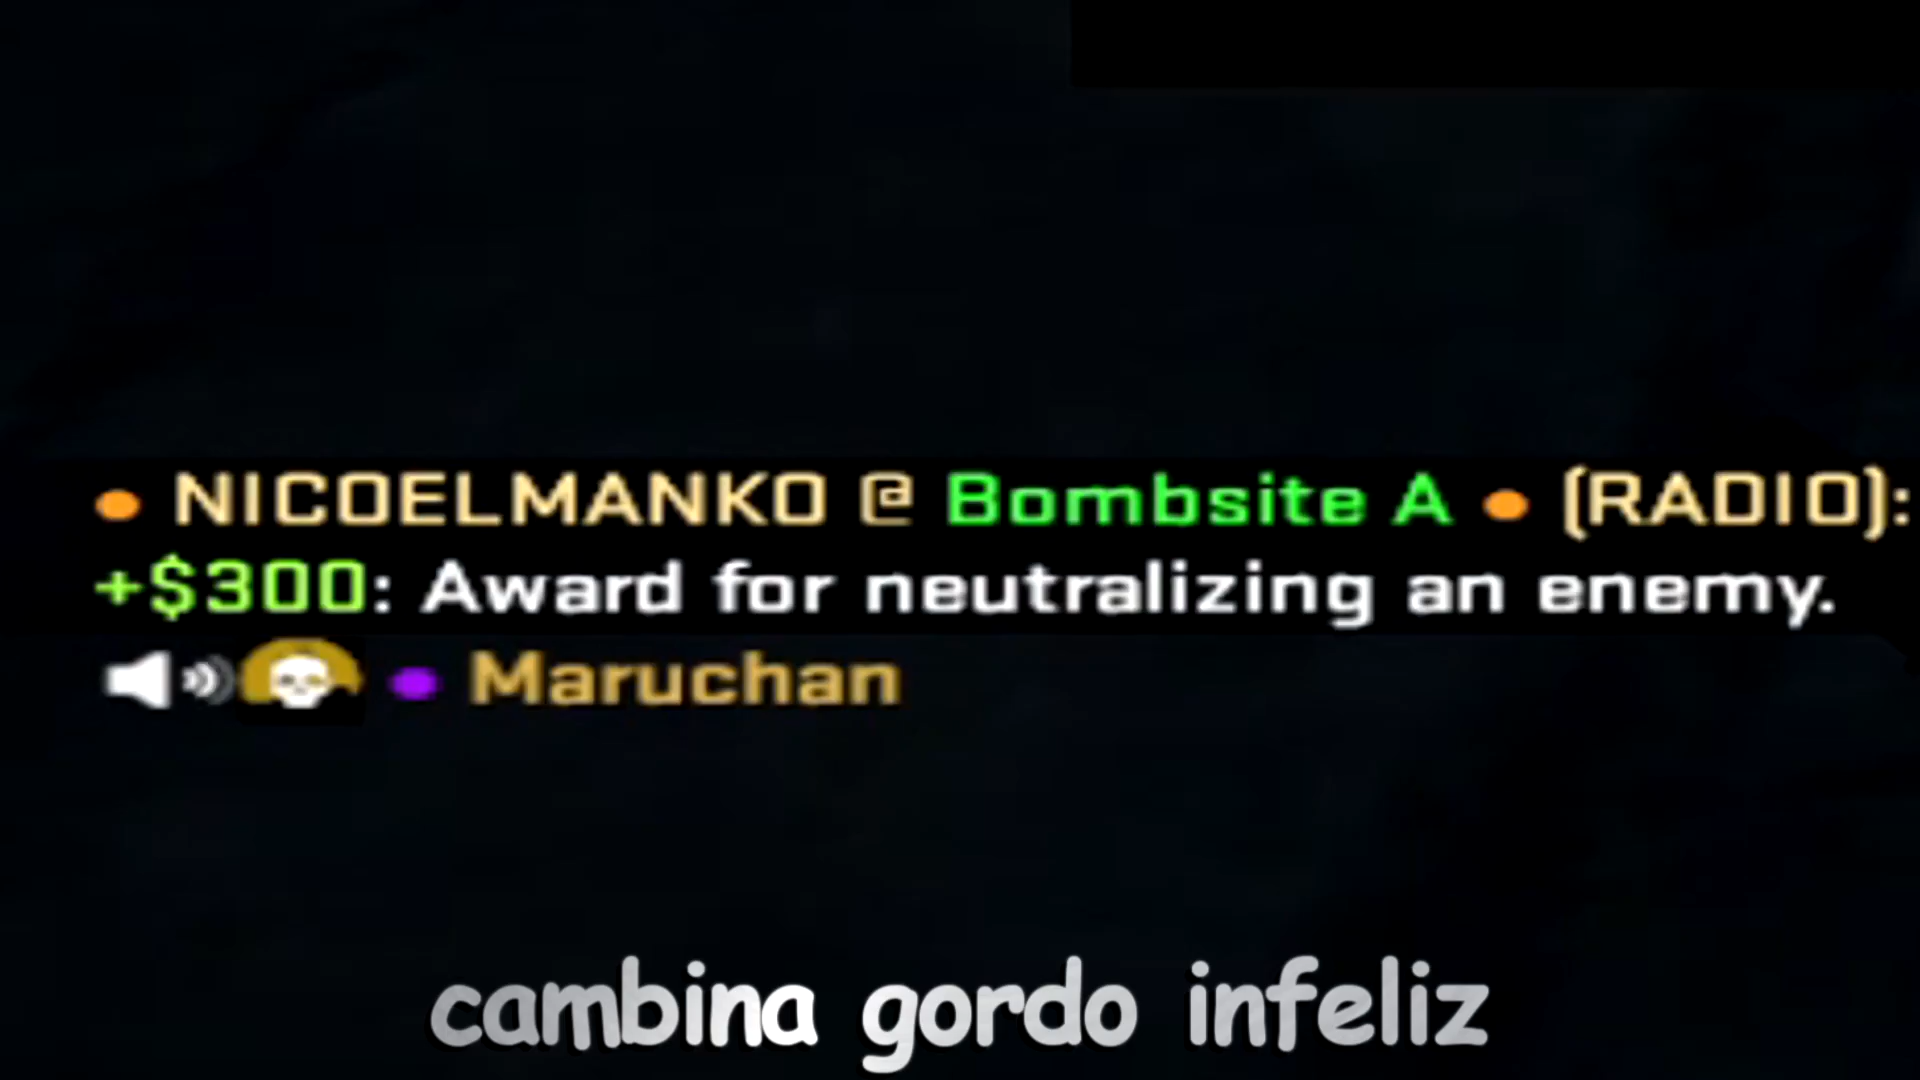 ● NICOELMANKO @ Bombsite A ● (RADIO):
+$300: Award for neutralizing an enemy.
● Maruchan
cambina gordo infeliz